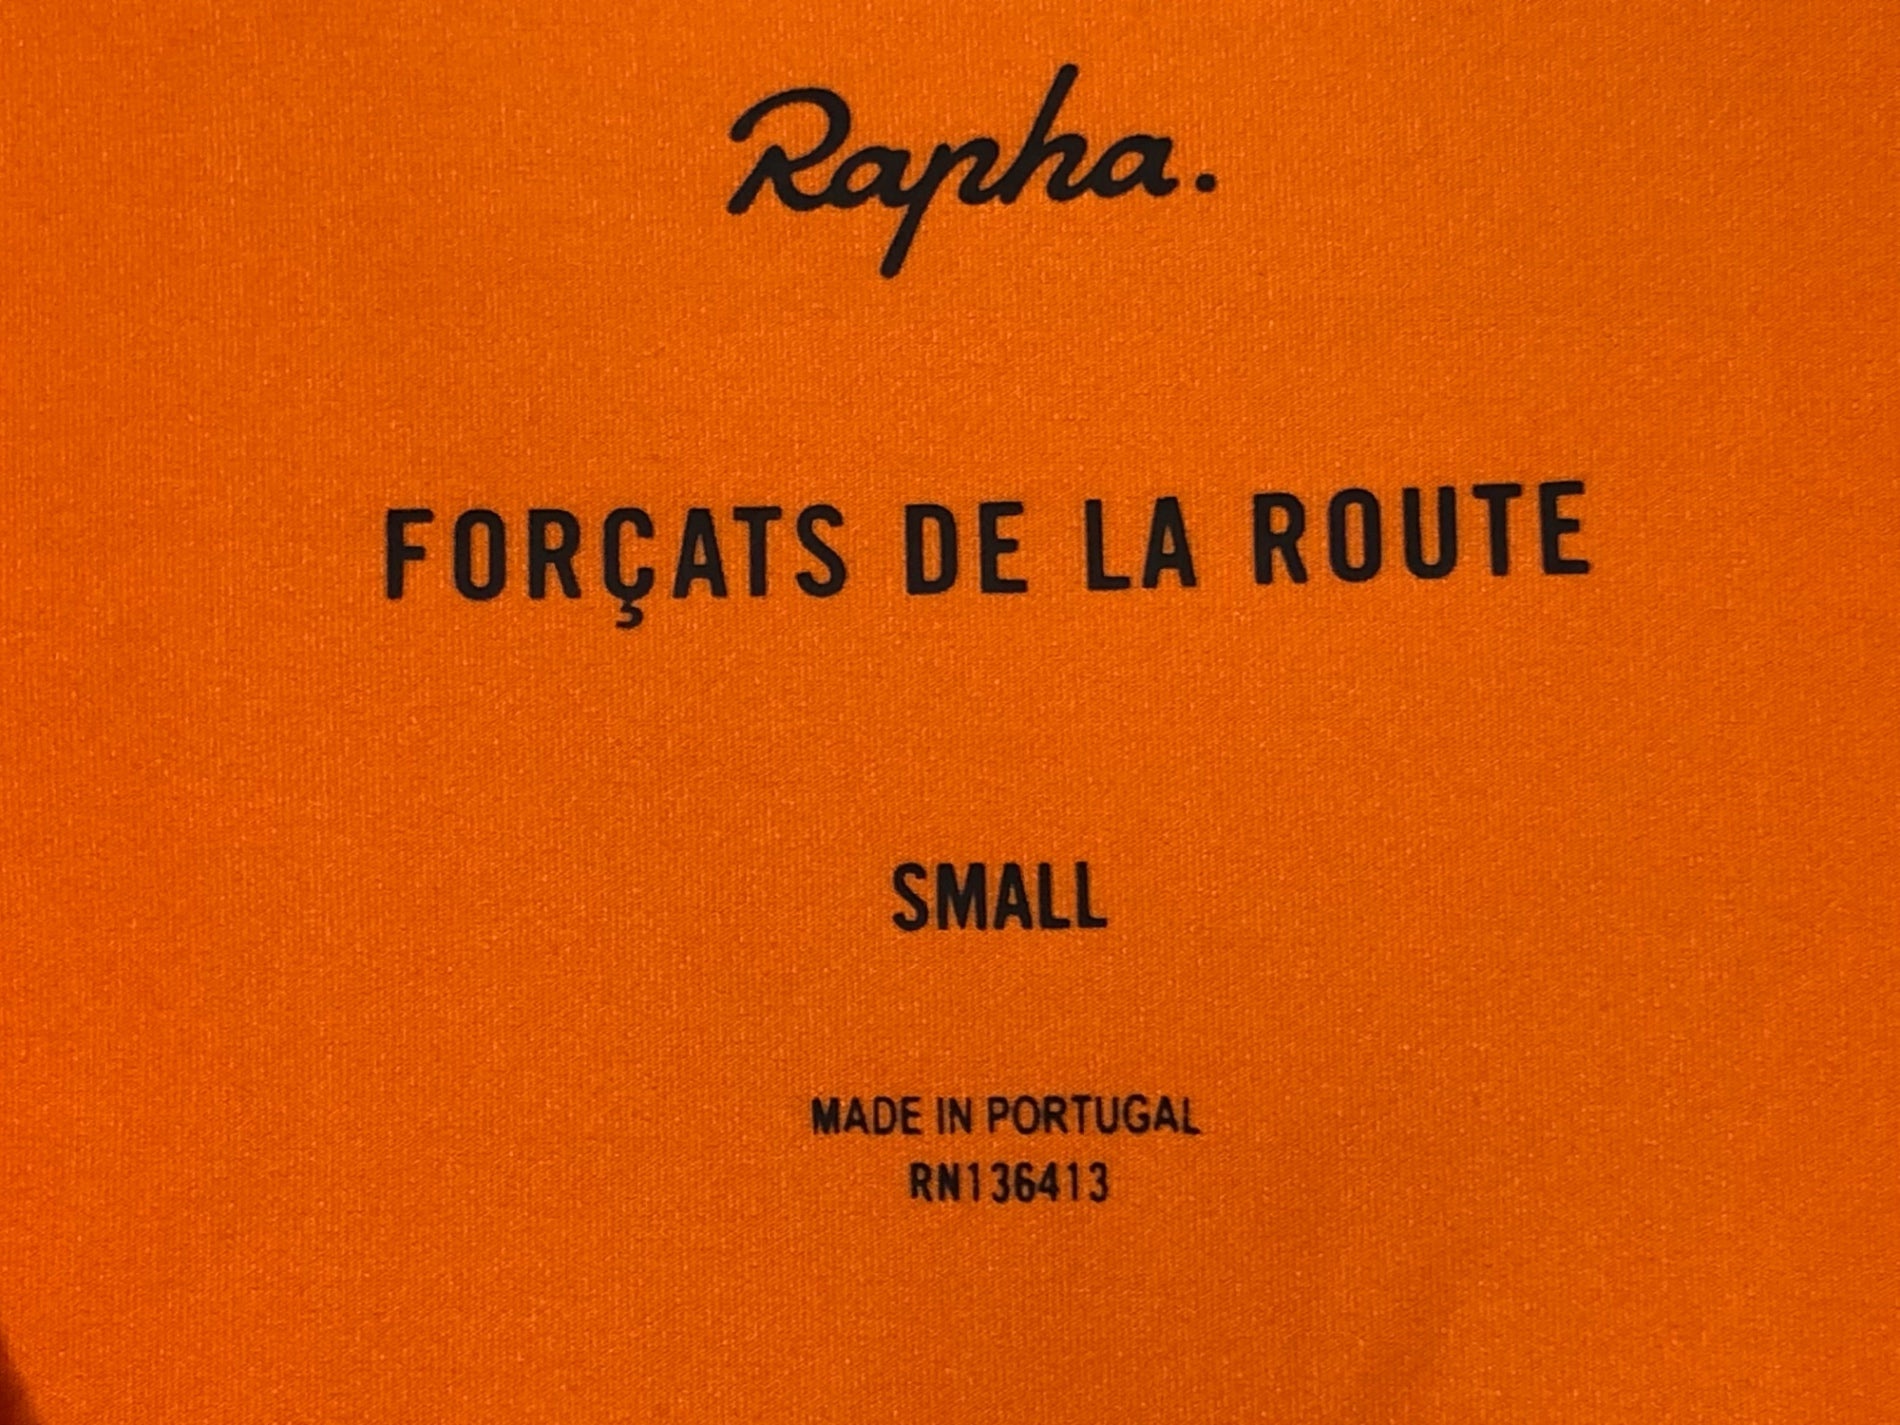 Rapha.
FORÇATS DE LA ROUTE
SMALL
MADE IN PORTUGAL
RN136413